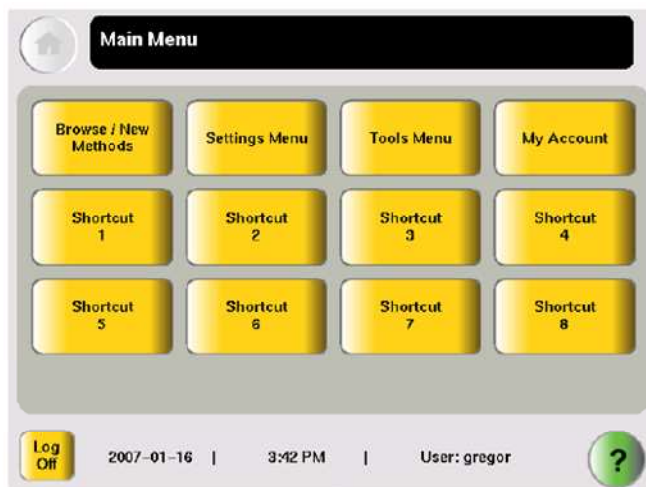 Main Menu
Browse / New
Methods
Settings Menu
Tools Menu
My Account
Shortcut
1
Shortcut
2
Shortcut
3
Shortcut
4
Shortcut
5
Shortcut
6
Shortcut
7
Shortcut
8
Log
Off
2007-01-16 | 3:42 PM | User: gregor
?